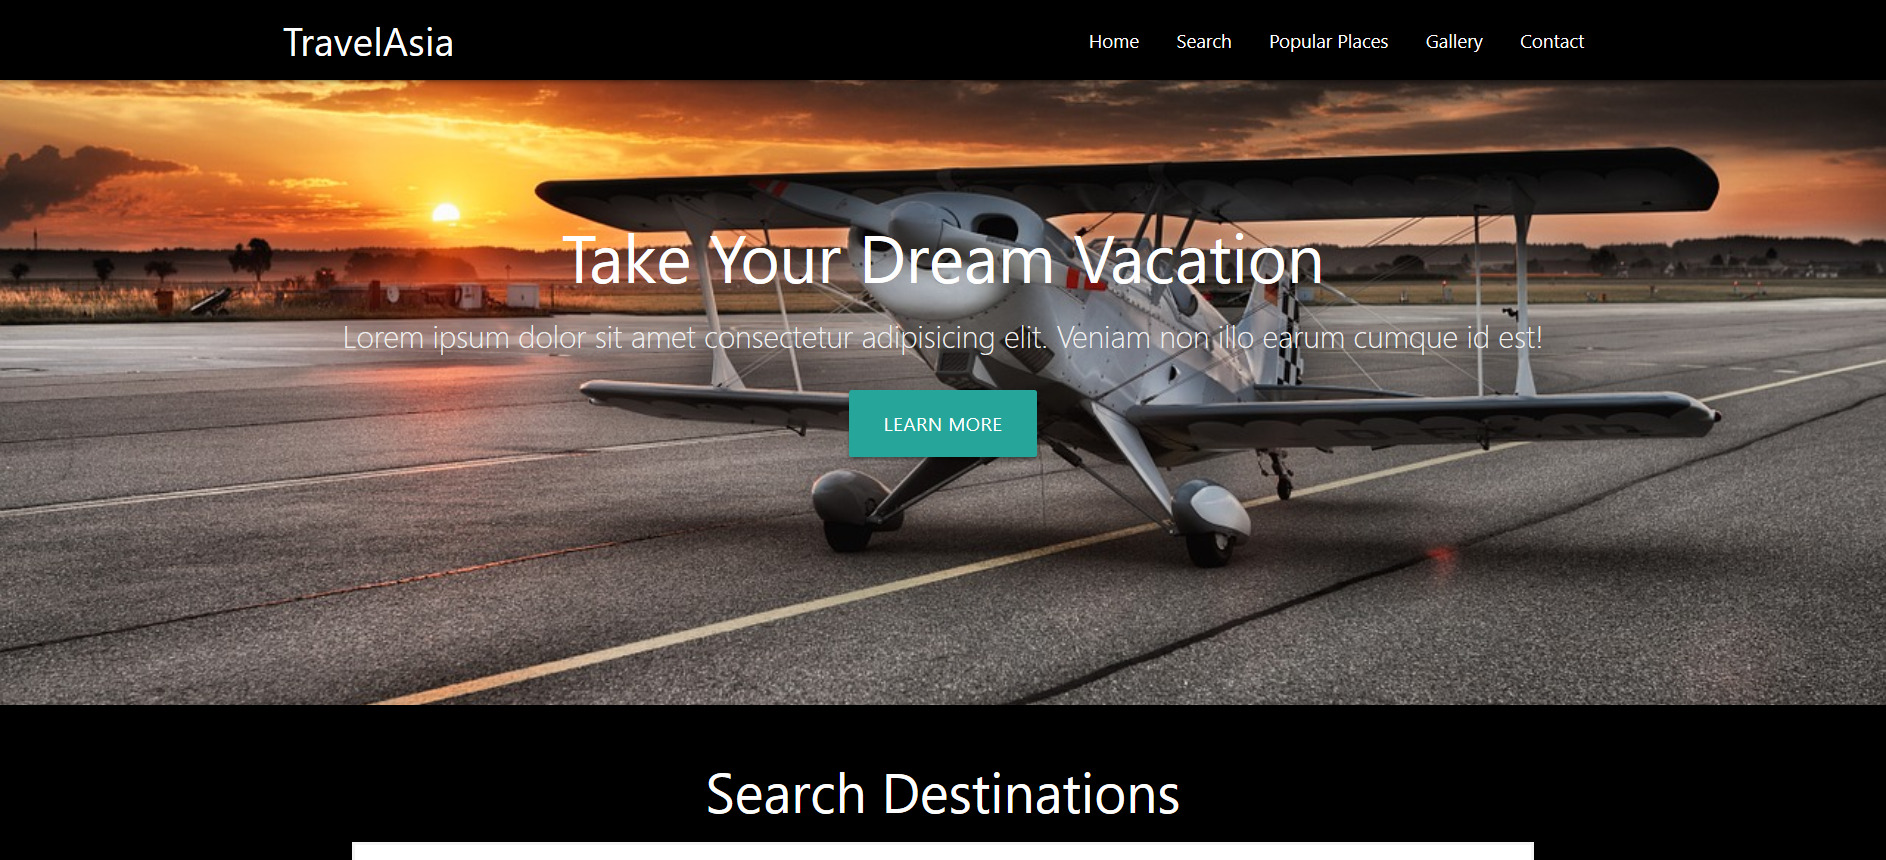 TravelAsia
Home Search Popular Places Gallery Contact
Take Your Dream Vacation
Lorem ipsum dolor sit amet consectetur adipisicing elit. Veniam non illo earum cumque id est!
LEARN MORE
Search Destinations